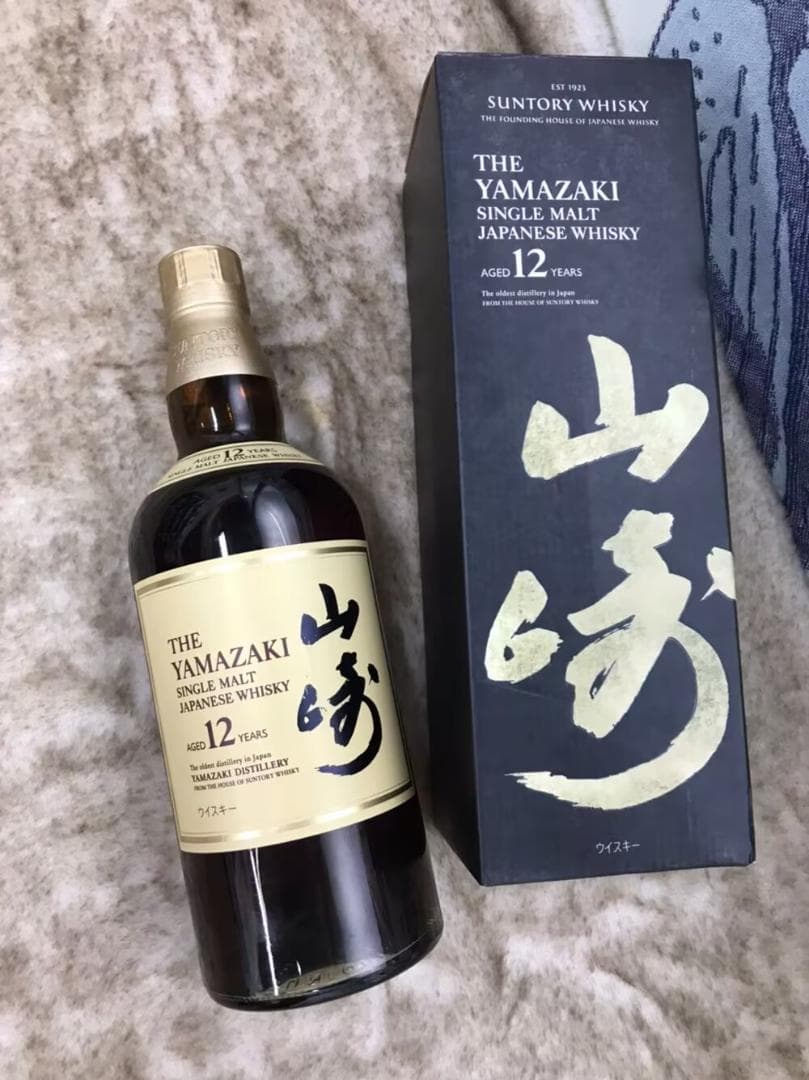 SUNTORY
WHISKY
AGED 12 YEARS
SINGLE MALT JAPANESE WHISKY
THE
YAMAZAKI
SINGLE MALT
JAPANESE WHISKY
AGED 12 YEARS
The oldest distillery in Japan
YAMAZAKI DISTILLERY
FROM THE HOUSE OF SUNTORY WHISKY
ウイスキー
山崎
EST 1923
SUNTORY WHISKY
THE FOUNDING HOUSE OF JAPANESE WHISKY
THE
YAMAZAKI
SINGLE MALT
JAPANESE WHISKY
AGED 12 YEARS
The oldest distillery in Japan
FROM THE HOUSE OF SUNTORY WHISKY
山崎
ウイスキー